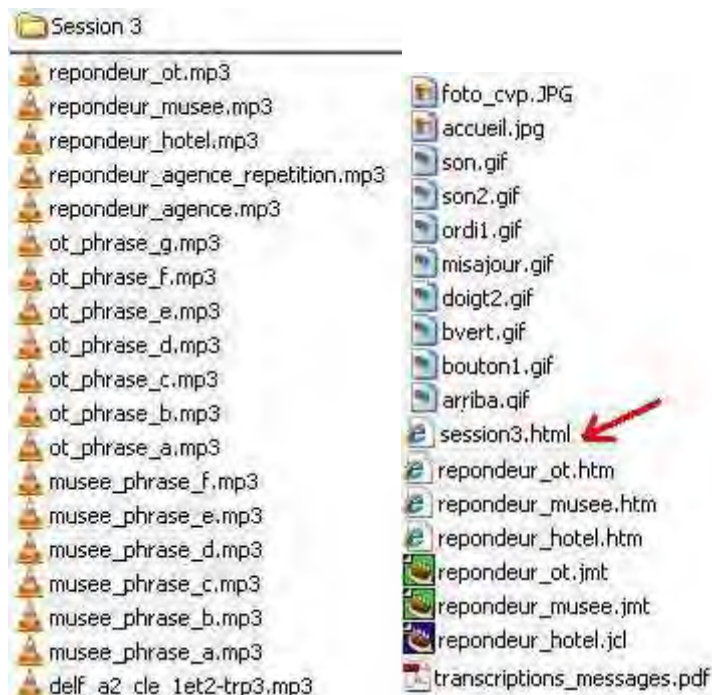 Session 3
repondeur_ot.mp3
repondeur_musee.mp3
repondeur_hotel.mp3
repondeur_agence_repetition.mp3
repondeur_agence.mp3
ot_phrase_g.mp3
ot_phrase_f.mp3
ot_phrase_e.mp3
ot_phrase_d.mp3
ot_phrase_c.mp3
ot_phrase_b.mp3
ot_phrase_a.mp3
musee_phrase_f.mp3
musee_phrase_e.mp3
musee_phrase_d.mp3
musee_phrase_c.mp3
musee_phrase_b.mp3
musee_phrase_a.mp3
delf_a2_cle_1et2-trp3.mp3
foto_cvp.JPG
accueil.jpg
son.gif
son2.gif
ordi1.gif
misajour.gif
doigt2.gif
bvert.gif
bouton1.gif
arriba.gif
session3.html
repondeur_ot.htm
repondeur_musee.htm
repondeur_hotel.htm
repondeur_ot.jmt
repondeur_musee.jmt
repondeur_hotel.jcl
transcriptions_messages.pdf